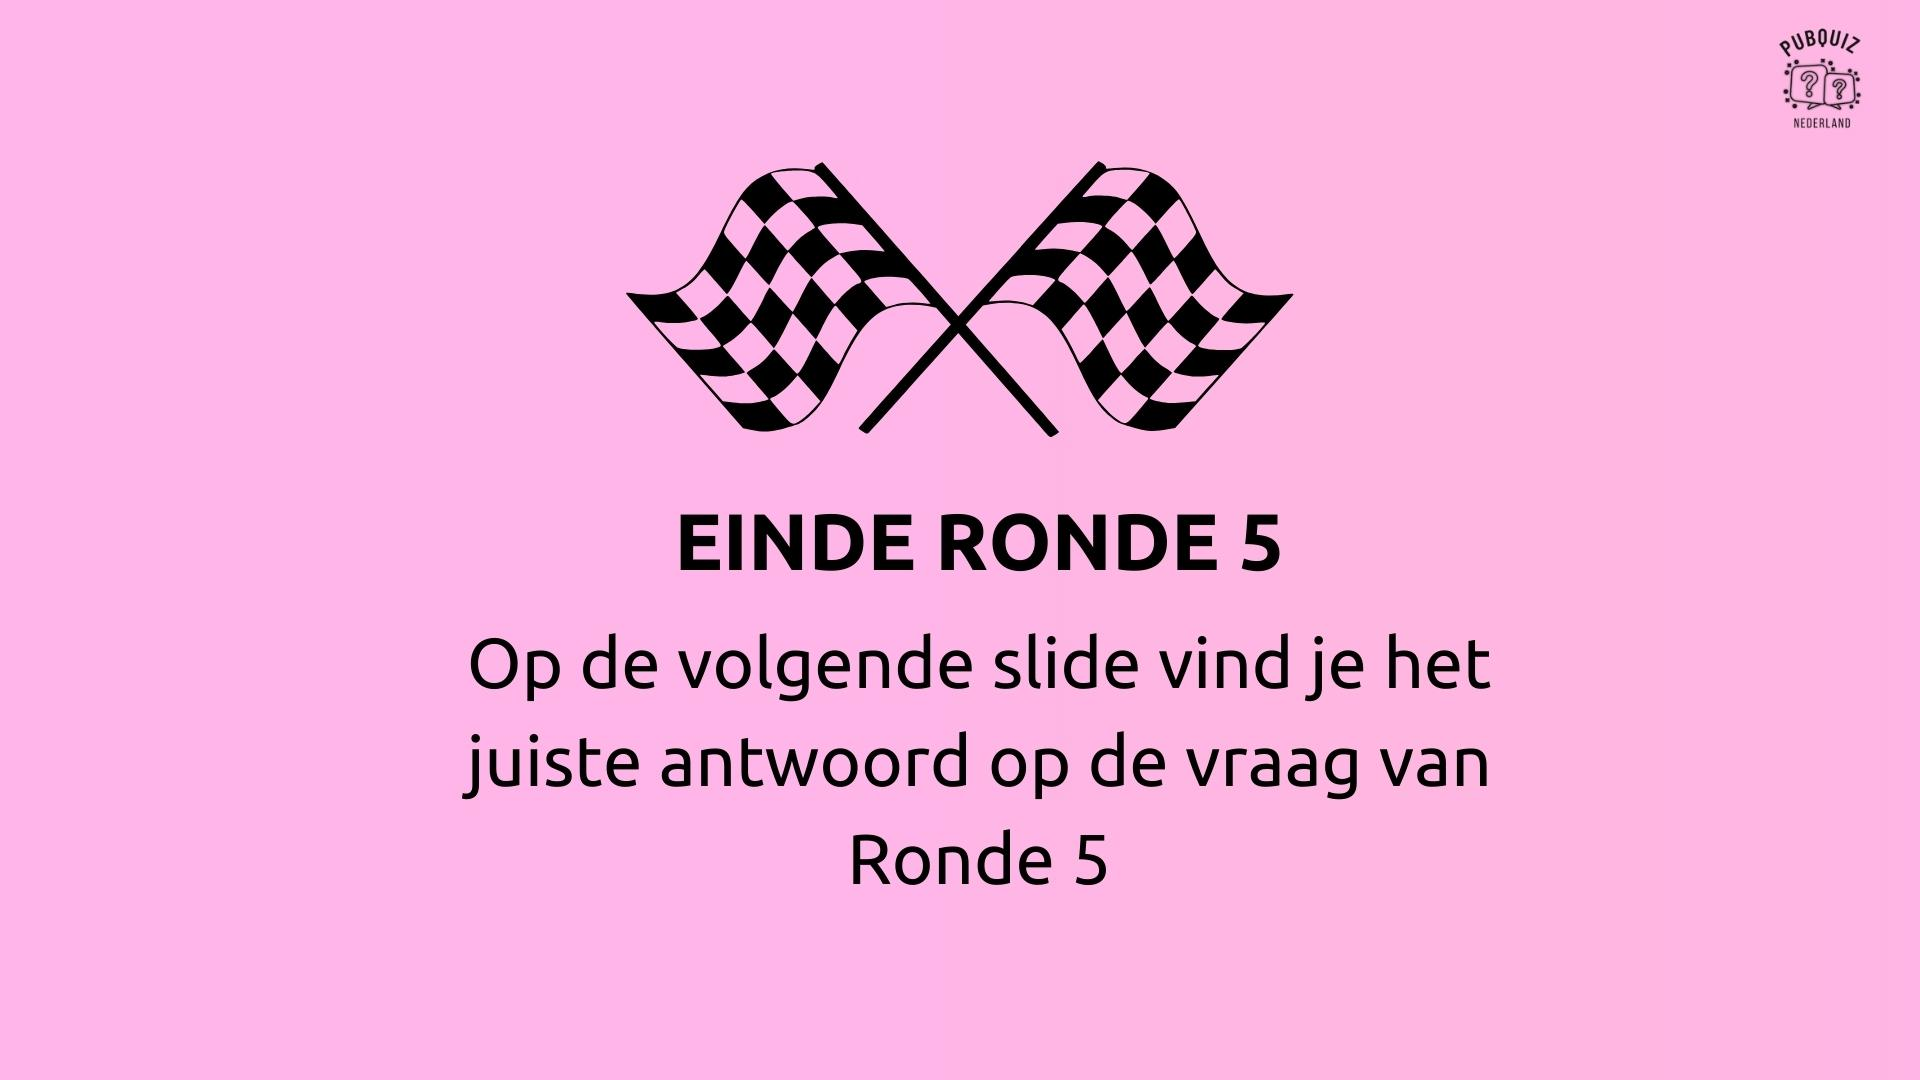 PUBQUIZ
? ?
NEDERLAND
EINDE RONDE 5
Op de volgende slide vind je het
juiste antwoord op de vraag van
Ronde 5